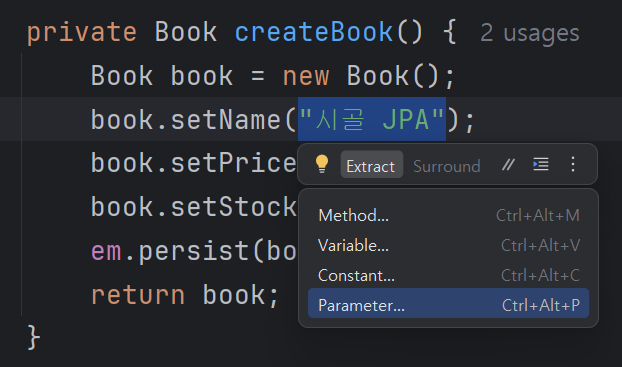 private Book createBook() { 2 usages
Book book = new Book();
book.setName("시골 JPA");
book.setPrice
Extract Surround //
book.setStock
Method... Ctrl+Alt+M
Variable... Ctrl+Alt+V
em.persist(bo
Constant... Ctrl+Alt+C
return book;
Parameter... Ctrl+Alt+P
}